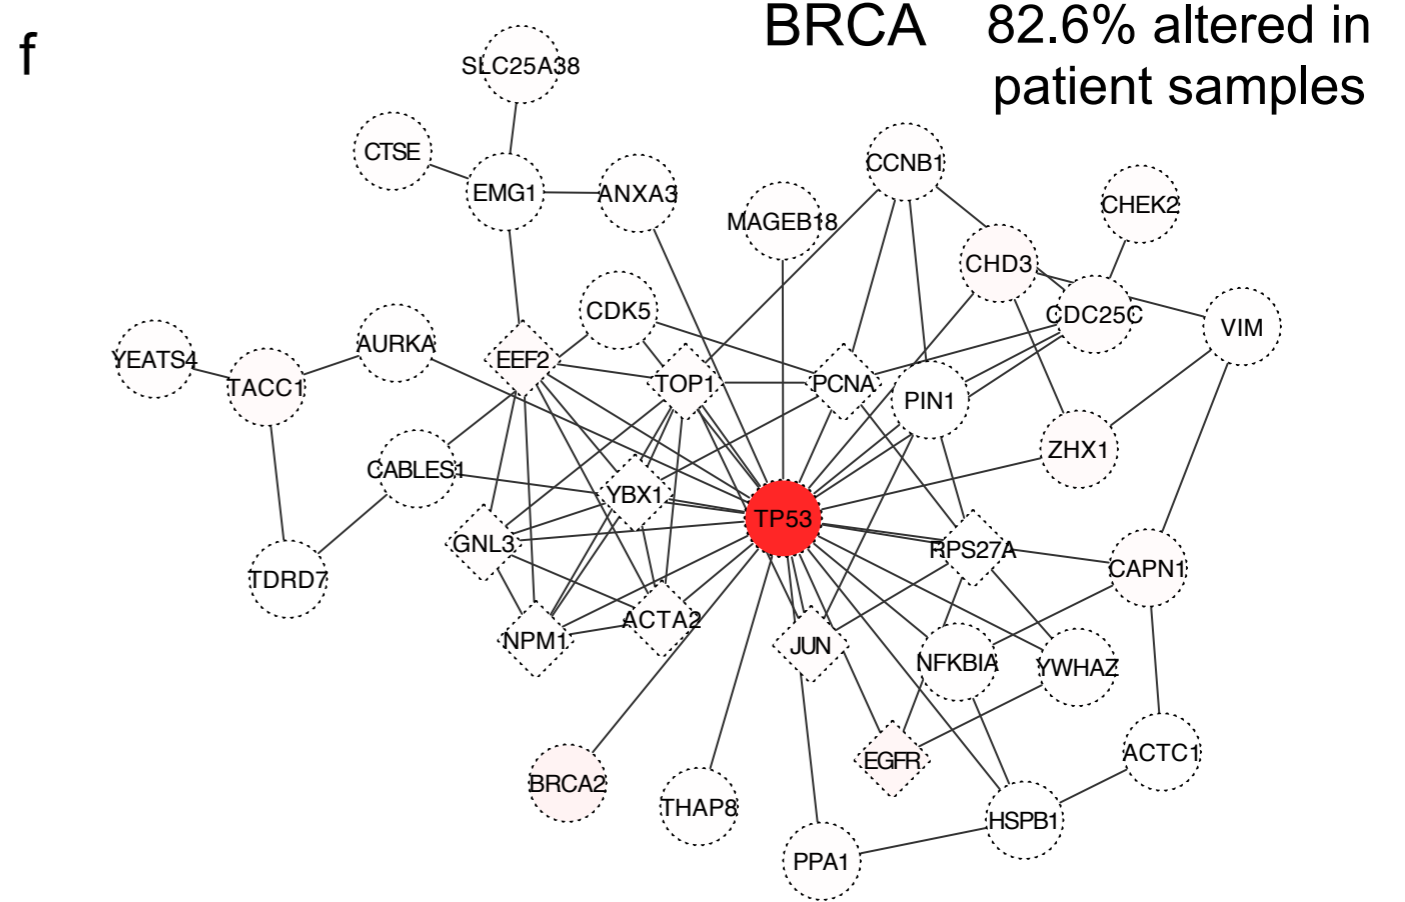 f
BRCA 82.6% altered in
patient samples
SLC25A38
CTSE
EMG1
ANXA3
CCNB1
MAGEB18
CHEK2
CHD3
CDK5
CDC25C
VIM
YEATS4
AURKA
EEF2
TACC1
TOP1
PCNA
PIN1
CABLES1
ZHX1
YBX1
TP53
GNL3
RPS27A
CAPN1
TDRD7
NPM1
ACTA2
JUN
NFKBIA
YWHAZ
BRCA2
EGFR
ACTC1
THAP8
HSPB1
PPA1